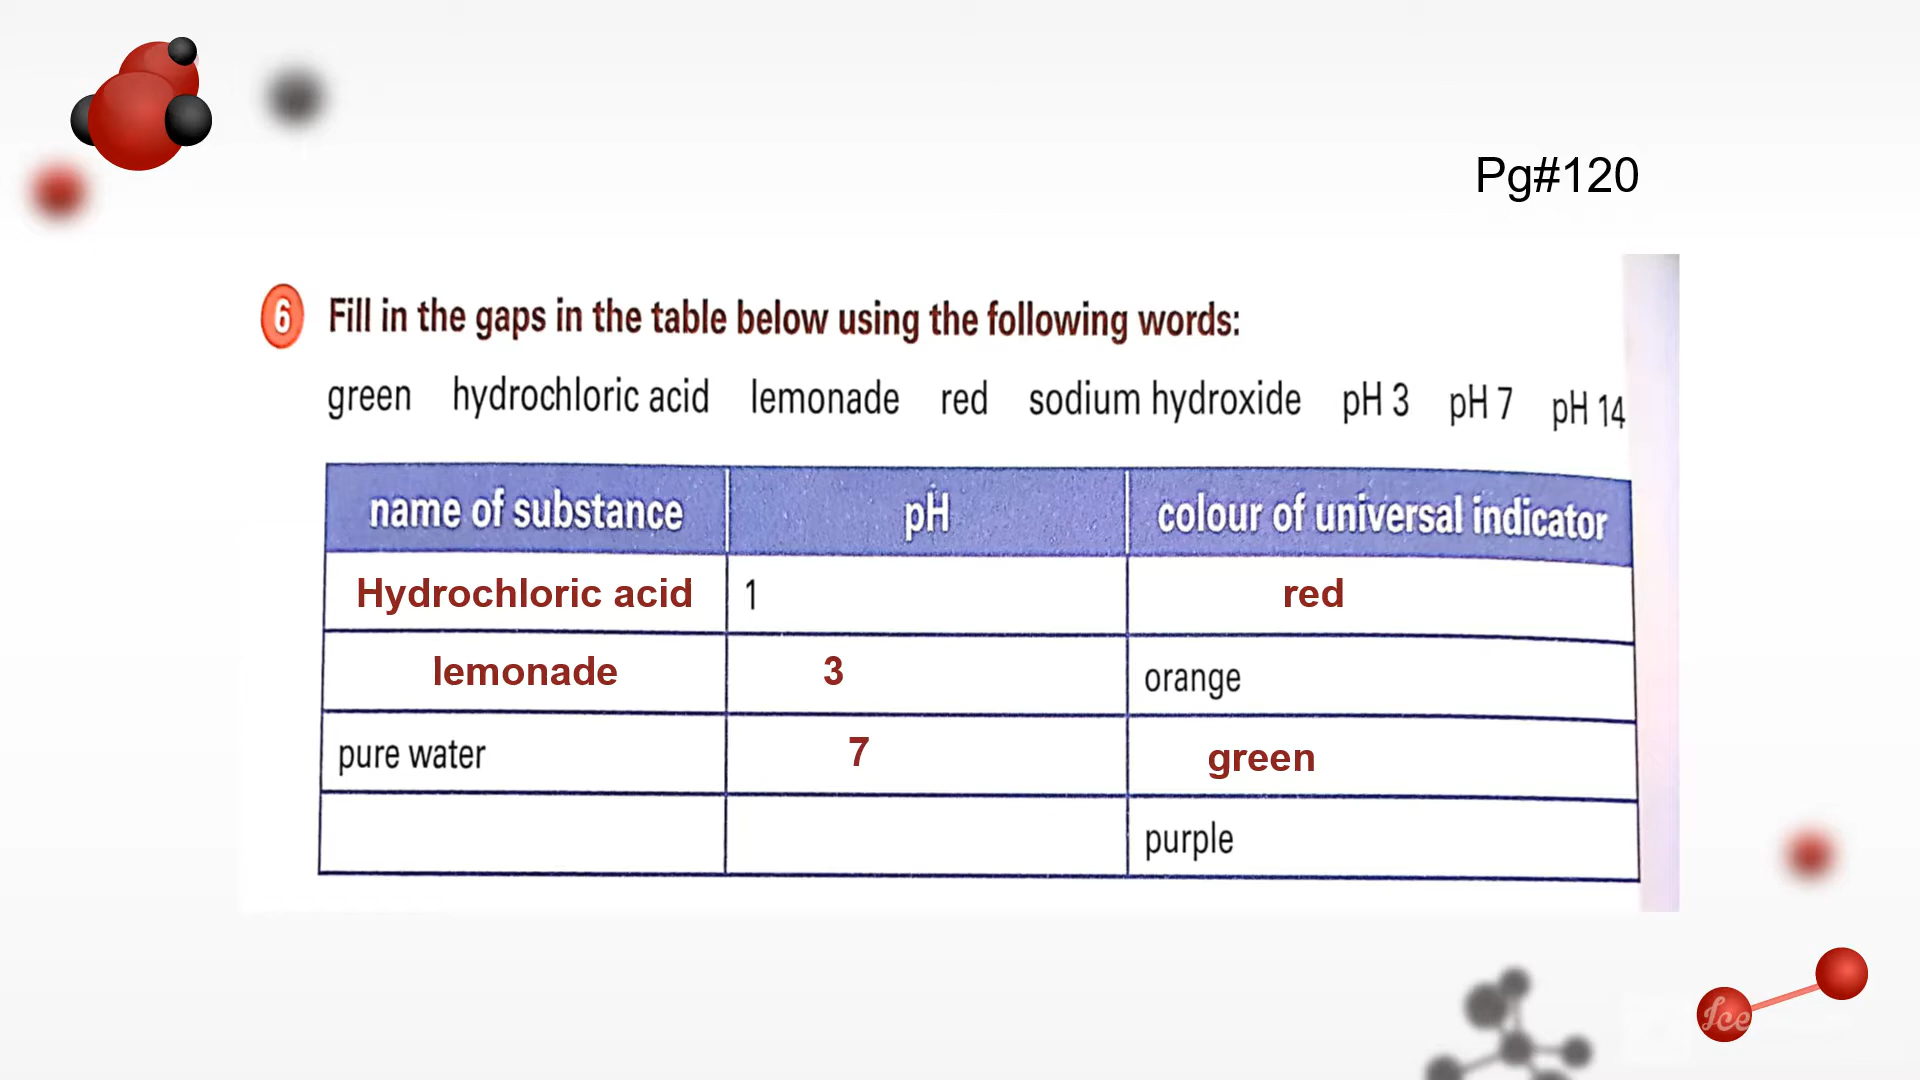 Pg#120
6 Fill in the gaps in the table below using the following words:
green hydrochloric acid lemonade red sodium hydroxide pH 3 pH 7 pH 14
name of substance pH colour of universal indicator
Hydrochloric acid 1 red
lemonade 3 orange
pure water 7 green
purple
Ice